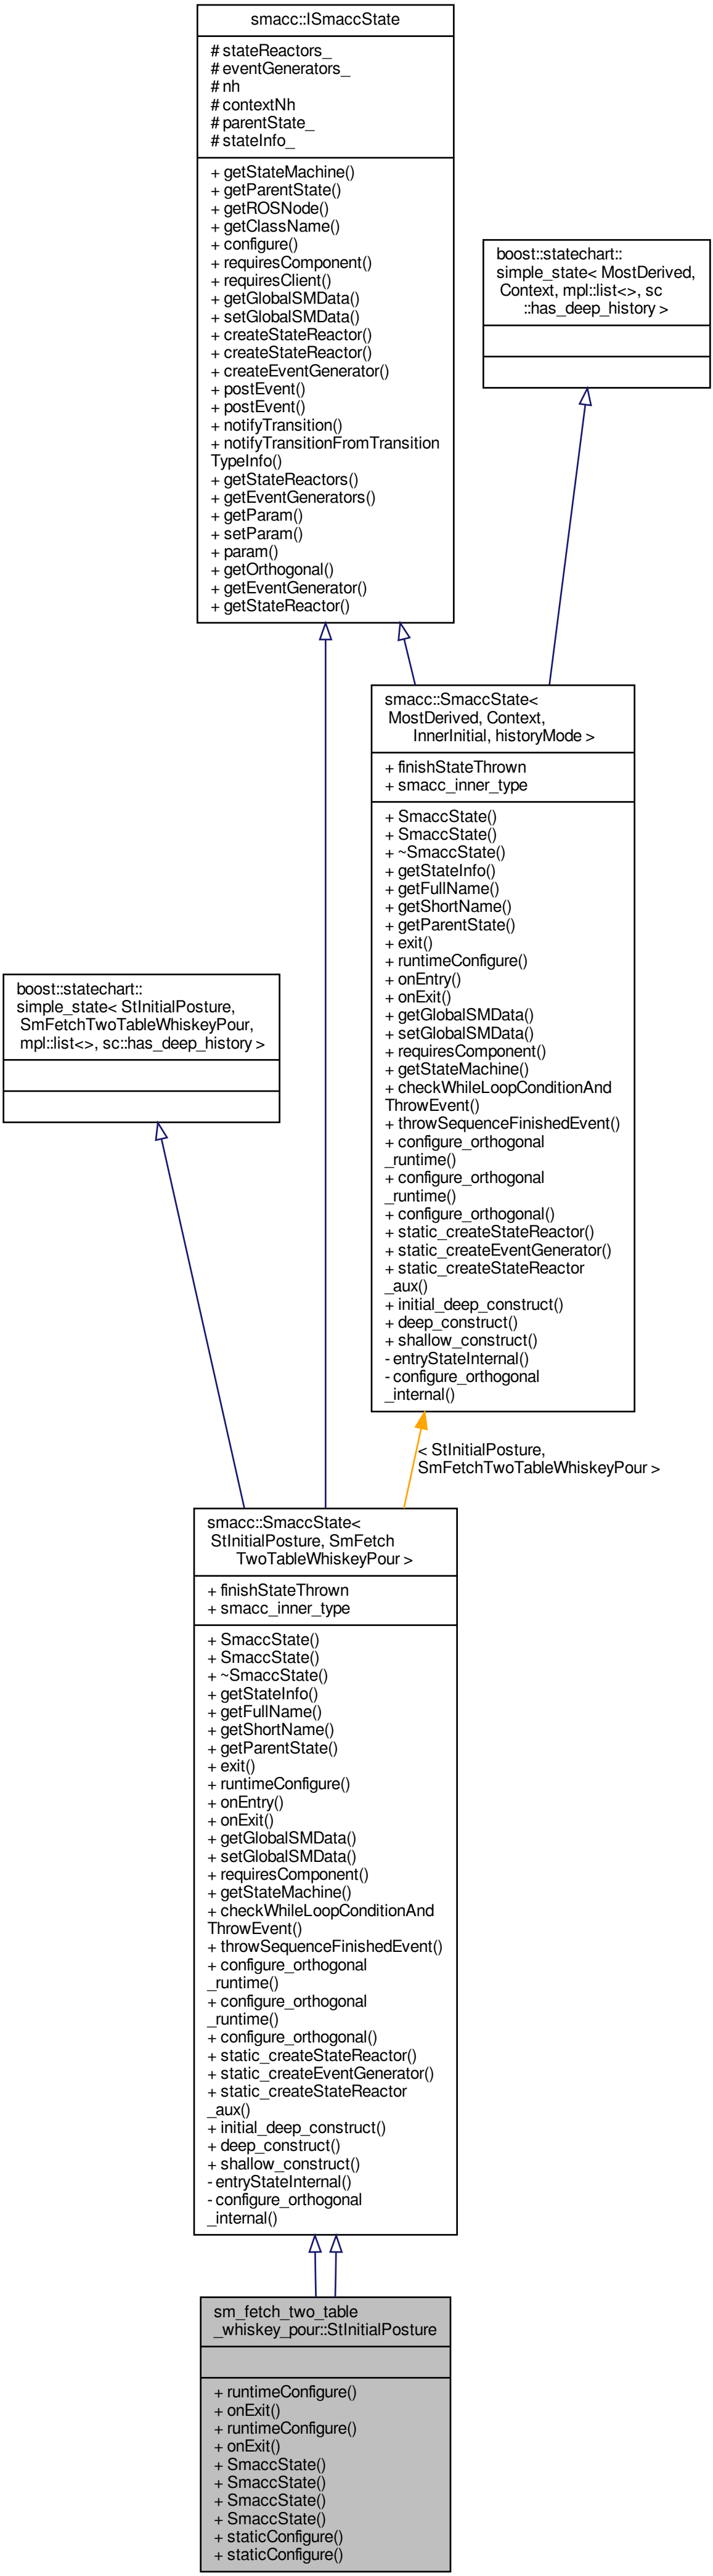 smacc::ISmaccState
# stateReactors_
# eventGenerators_
# nh
# contextNh
# parentState_
# stateInfo_
+ getStateMachine()
+ getParentState()
+ getROSNode()
+ getClassName()
+ configure()
+ requiresComponent()
+ requiresClient()
+ getGlobalSMData()
+ setGlobalSMData()
+ createStateReactor()
+ createStateReactor()
+ createEventGenerator()
+ postEvent()
+ postEvent()
+ notifyTransition()
+ notifyTransitionFromTransition
TypeInfo()
+ getStateReactors()
+ getEventGenerators()
+ getParam()
+ setParam()
+ param()
+ getOrthogonal()
+ getEventGenerator()
+ getStateReactor()
boost::statechart::
simple_state< MostDerived,
Context, mpl::list<>, sc
::has_deep_history >
smacc::SmaccState<
MostDerived, Context,
InnerInitial, historyMode >
+ finishStateThrown
+ smacc_inner_type
+ SmaccState()
+ SmaccState()
+ ~SmaccState()
+ getStateInfo()
+ getFullName()
+ getShortName()
+ getParentState()
+ exit()
+ runtimeConfigure()
+ onEntry()
+ onExit()
+ getGlobalSMData()
+ setGlobalSMData()
+ requiresComponent()
+ getStateMachine()
+ checkWhileLoopConditionAnd
ThrowEvent()
+ throwSequenceFinishedEvent()
+ configure_orthogonal
_runtime()
+ configure_orthogonal
_runtime()
+ configure_orthogonal()
+ static_createStateReactor()
+ static_createEventGenerator()
+ static_createStateReactor
_aux()
+ initial_deep_construct()
+ deep_construct()
+ shallow_construct()
- entryStateInternal()
- configure_orthogonal
_internal()
boost::statechart::
simple_state< StInitialPosture,
SmFetchTwoTableWhiskeyPour,
mpl::list<>, sc::has_deep_history >
< StInitialPosture,
SmFetchTwoTableWhiskeyPour >
smacc::SmaccState<
StInitialPosture, SmFetch
TwoTableWhiskeyPour >
+ finishStateThrown
+ smacc_inner_type
+ SmaccState()
+ SmaccState()
+ ~SmaccState()
+ getStateInfo()
+ getFullName()
+ getShortName()
+ getParentState()
+ exit()
+ runtimeConfigure()
+ onEntry()
+ onExit()
+ getGlobalSMData()
+ setGlobalSMData()
+ requiresComponent()
+ getStateMachine()
+ checkWhileLoopConditionAnd
ThrowEvent()
+ throwSequenceFinishedEvent()
+ configure_orthogonal
_runtime()
+ configure_orthogonal
_runtime()
+ configure_orthogonal()
+ static_createStateReactor()
+ static_createEventGenerator()
+ static_createStateReactor
_aux()
+ initial_deep_construct()
+ deep_construct()
+ shallow_construct()
- entryStateInternal()
- configure_orthogonal
_internal()
sm_fetch_two_table
_whiskey_pour::StInitialPosture
+ runtimeConfigure()
+ onExit()
+ runtimeConfigure()
+ onExit()
+ SmaccState()
+ SmaccState()
+ SmaccState()
+ SmaccState()
+ staticConfigure()
+ staticConfigure()